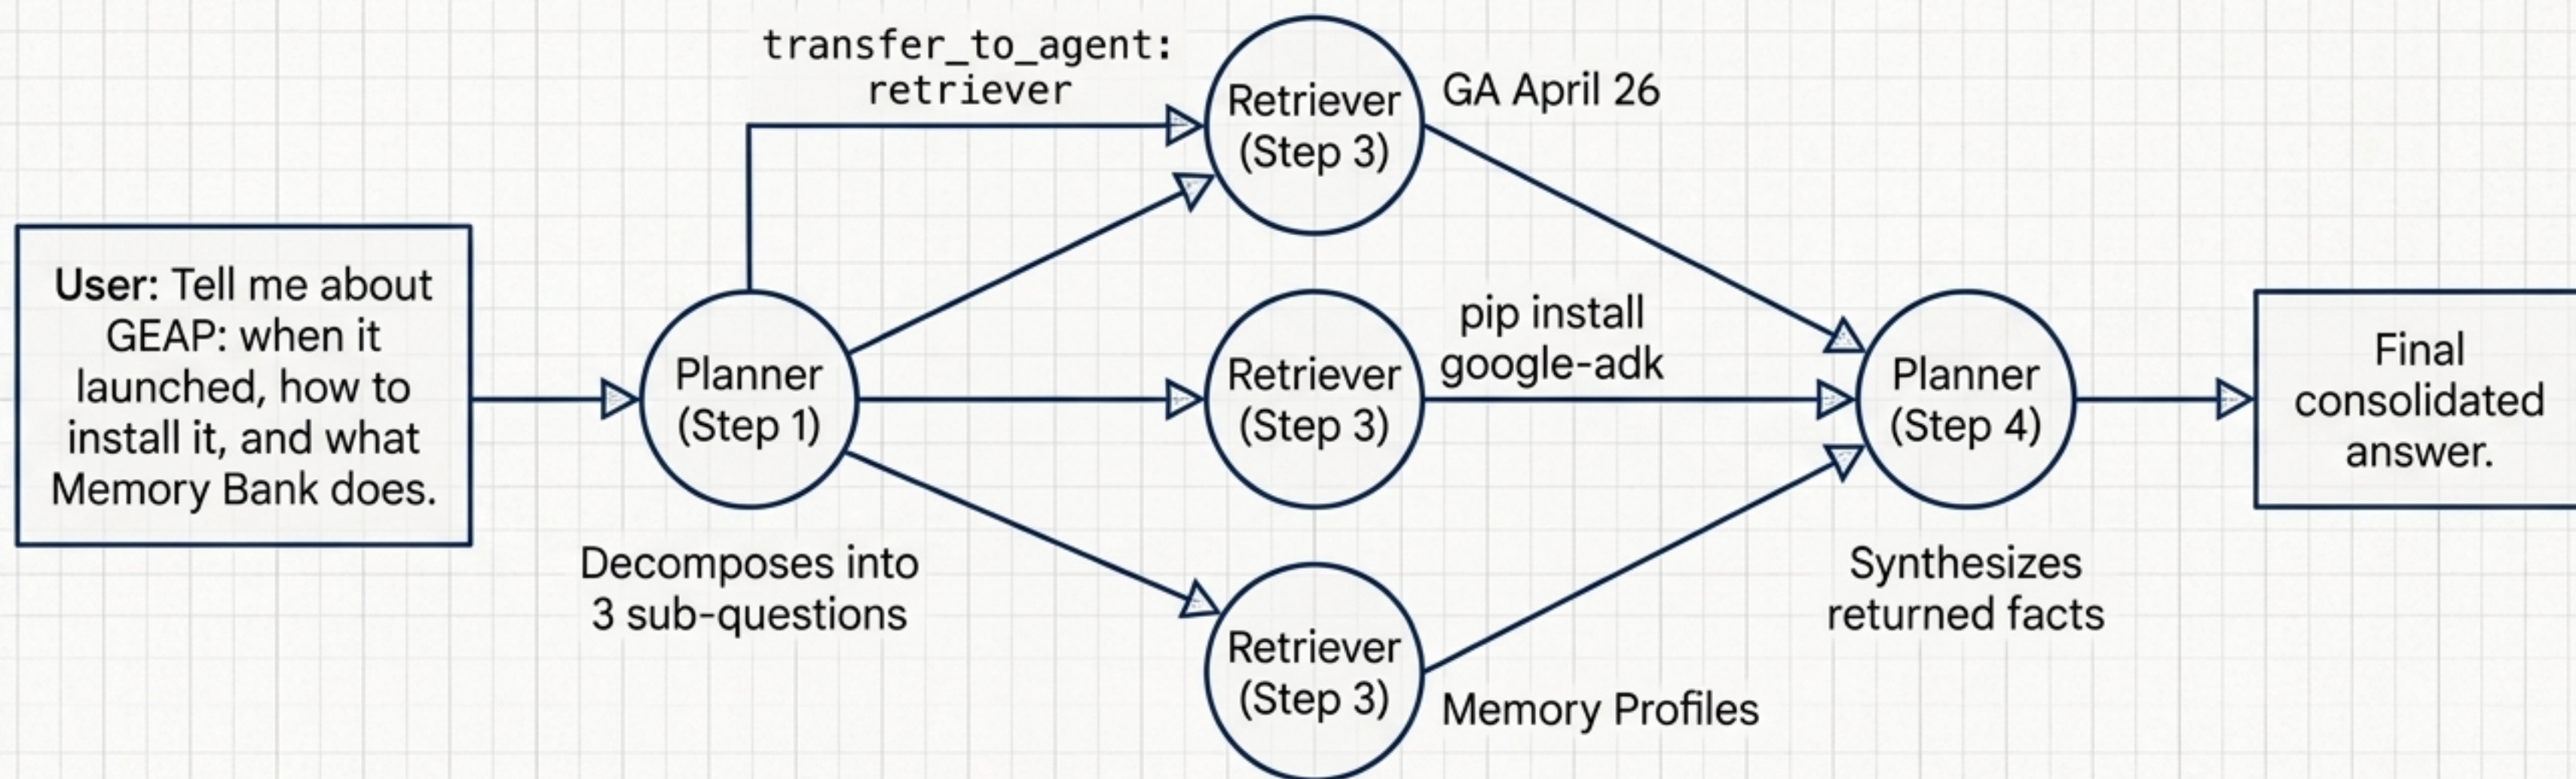 transfer_to_agent:
retriever
Retriever
(Step 3)
GA April 26
User: Tell me about
GEAP: when it
launched, how to
install it, and what
Memory Bank does.
Planner
(Step 1)
Decomposes into
3 sub-questions
Retriever
(Step 3)
pip install
google-adk
Retriever
(Step 3)
Memory Profiles
Planner
(Step 4)
Synthesizes
returned facts
Final
consolidated
answer.